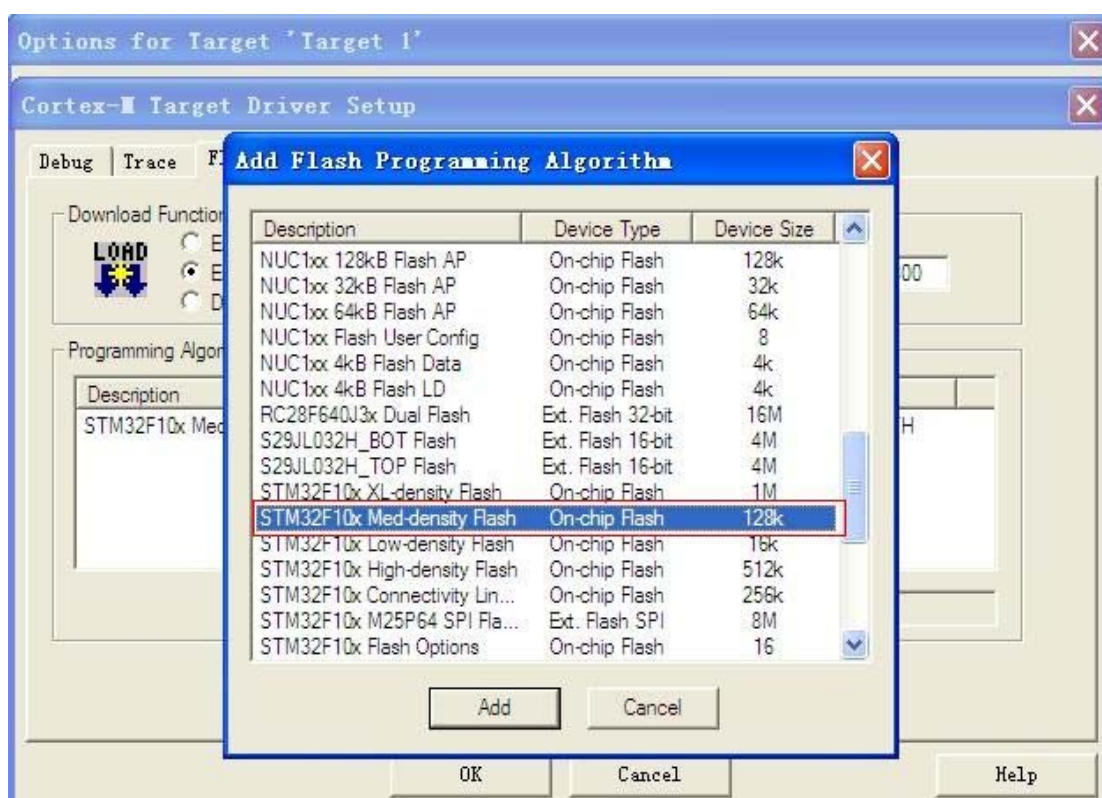 Options for Target 'Target 1'
Cortex-M Target Driver Setup
Debug Trace
Add Flash Programming Algorithm
Download Function
LOAD
E
E
D
00
Description Device Type Device Size
NUC1xx 128kB Flash AP On-chip Flash 128k
NUC1xx 32kB Flash AP On-chip Flash 32k
NUC1xx 64kB Flash AP On-chip Flash 64k
NUC1xx Flash User Config On-chip Flash 8
NUC1xx 4kB Flash Data On-chip Flash 4k
NUC1xx 4kB Flash LD On-chip Flash 4k
RC28F640J3x Dual Flash Ext. Flash 32-bit 16M
S29JL032H_BOT Flash Ext. Flash 16-bit 4M
S29JL032H_TOP Flash Ext. Flash 16-bit 4M
STM32F10x XL-density Flash On-chip Flash 1M
STM32F10x Med-density Flash On-chip Flash 128k
STM32F10x Low-density Flash On-chip Flash 16k
STM32F10x High-density Flash On-chip Flash 512k
STM32F10x Connectivity Lin... On-chip Flash 256k
STM32F10x M25P64 SPI Fla... Ext. Flash SPI 8M
STM32F10x Flash Options On-chip Flash 16
Programming Algor
Description
STM32F10x Med
H
Add Cancel
OK Cancel Help